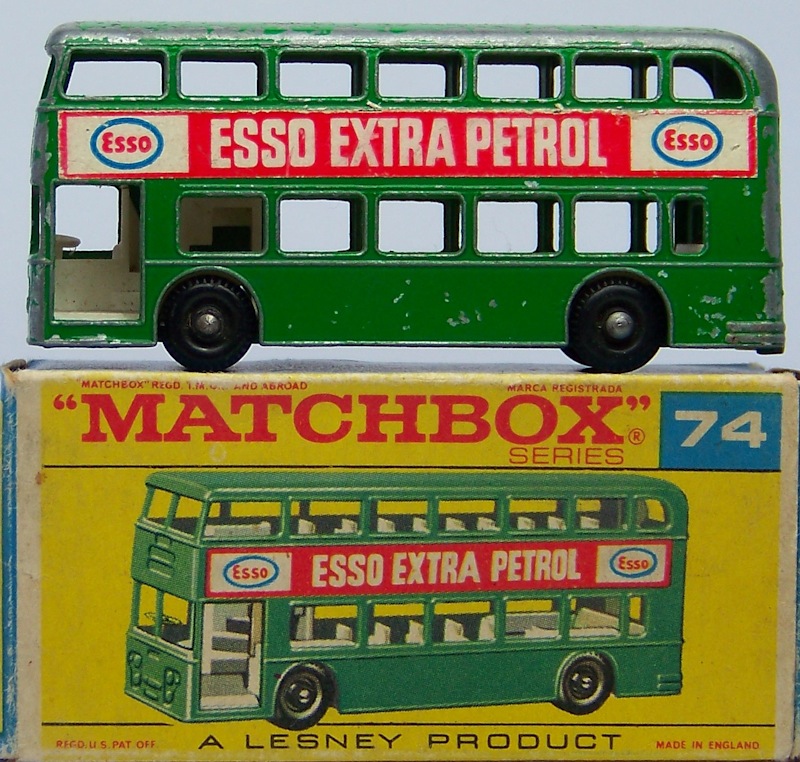 Esso ESSO EXTRA PETROL Esso
"MATCHBOX" REGD. T.M. AND ABROAD MARCA REGISTRADA
"MATCHBOX"® 74
SERIES
Esso ESSO EXTRA PETROL Esso
REGD. U.S. PAT OFF. A LESNEY PRODUCT MADE IN ENGLAND